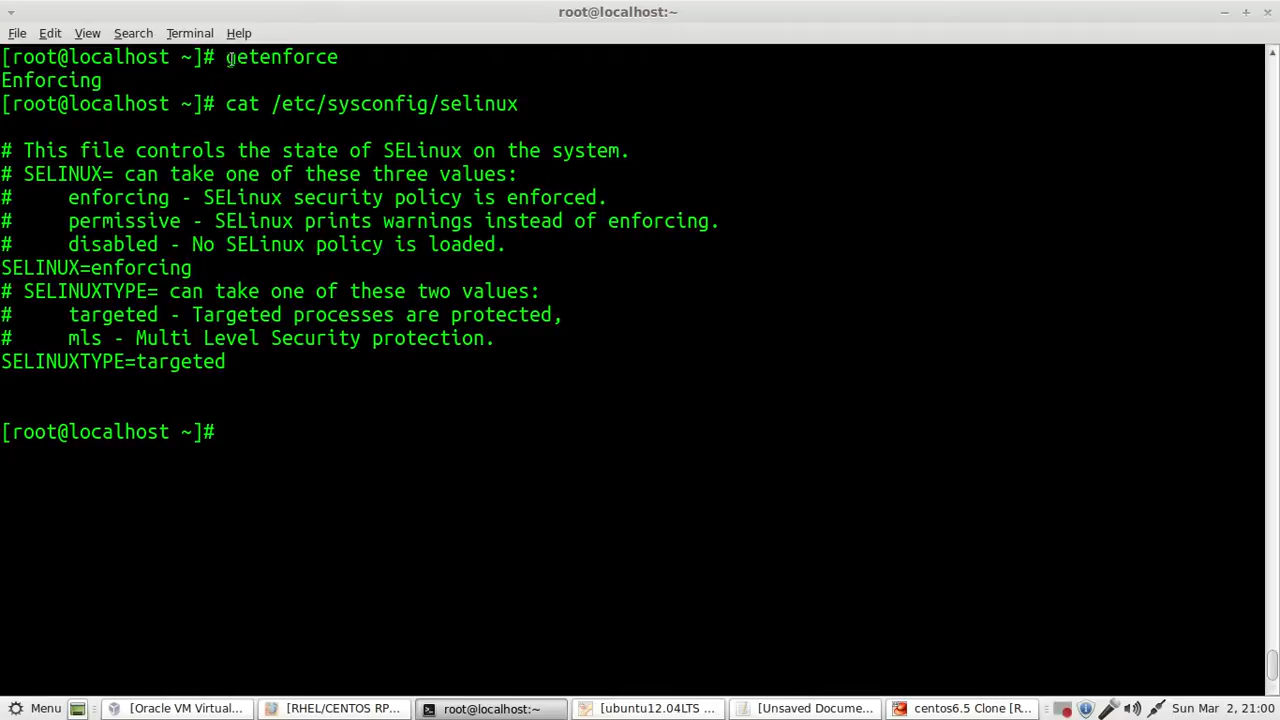 root@localhost:~
File Edit View Search Terminal Help
[root@localhost ~]# getenforce
Enforcing
[root@localhost ~]# cat /etc/sysconfig/selinux
# This file controls the state of SELinux on the system.
# SELINUX= can take one of these three values:
#     enforcing - SELinux security policy is enforced.
#     permissive - SELinux prints warnings instead of enforcing.
#     disabled - No SELinux policy is loaded.
SELINUX=enforcing
# SELINUXTYPE= can take one of these two values:
#     targeted - Targeted processes are protected,
#     mls - Multi Level Security protection.
SELINUXTYPE=targeted
[root@localhost ~]#
Menu [Oracle VM Virtual... [RHEL/CENTOS RP... root@localhost:~ [ubuntu12.04LTS ... [Unsaved Docume... centos6.5 Clone [R... Sun Mar 2, 21:00